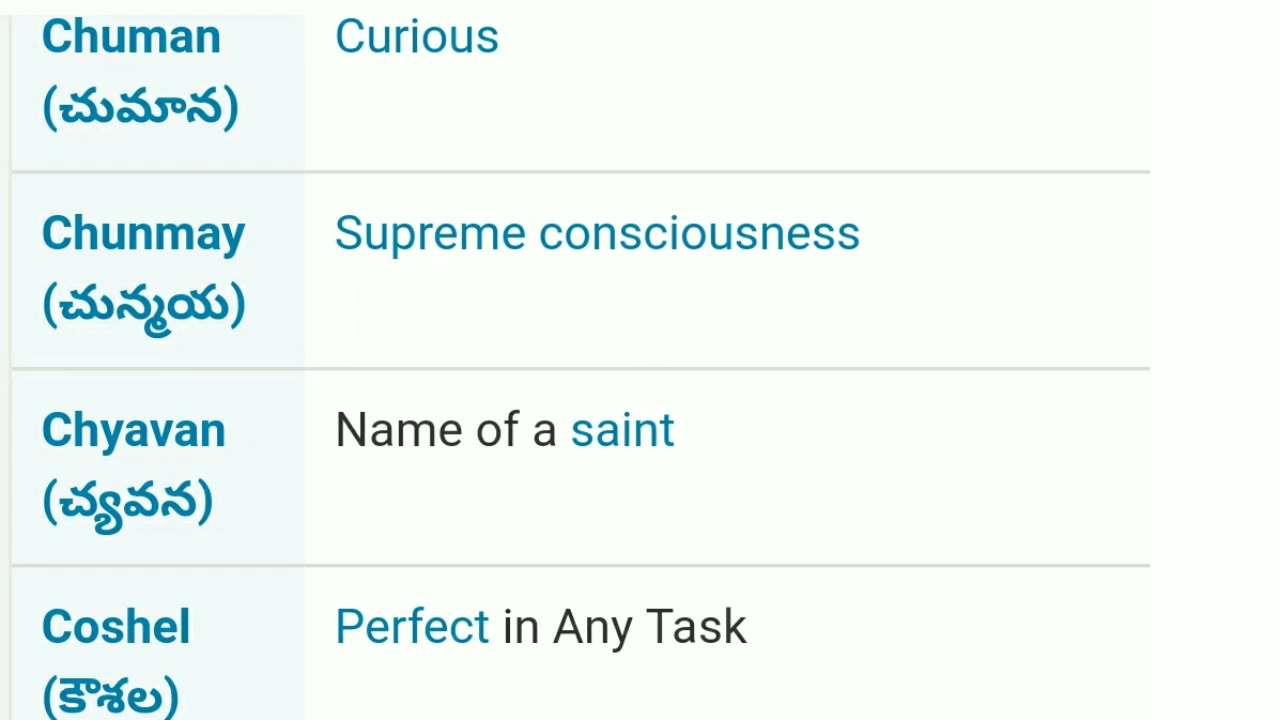 Chuman Curious
(చుమాన)
Chunmay Supreme consciousness
(చున్మయ)
Chyavan Name of a saint
(చ్యవన)
Coshel Perfect in Any Task
(కౌశల)